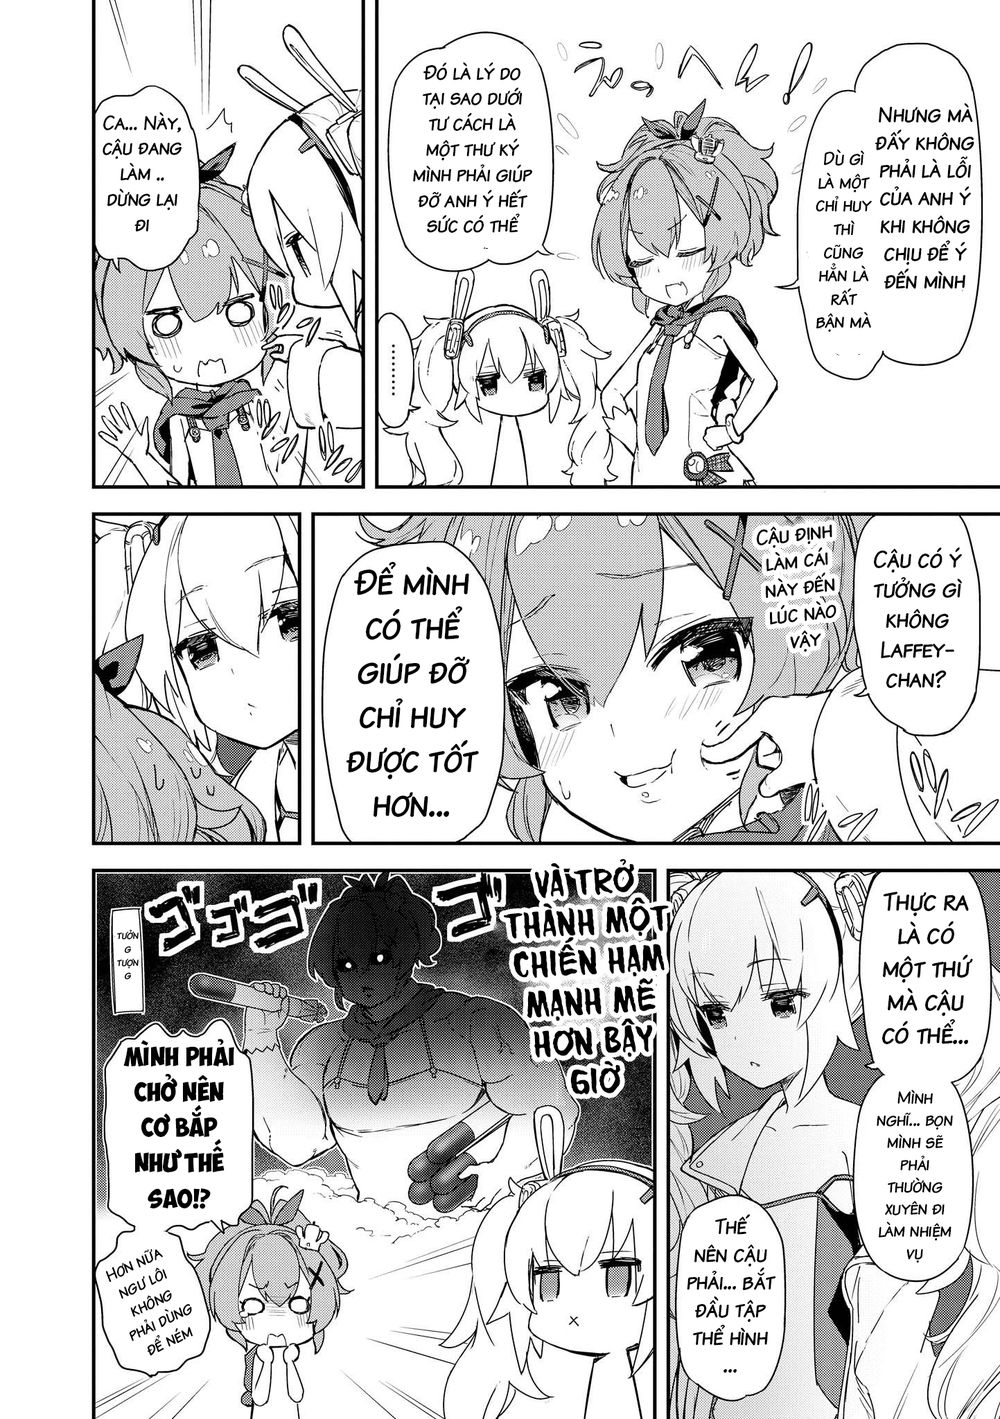 NHƯNG MÀ
ĐẤY KHÔNG
PHẢI LÀ LỖI
CỦA ANH Ý
KHI KHÔNG
CHỊU ĐỂ Ý
ĐẾN MÌNH
DÙ GÌ
LÀ MỘT
CHỈ HUY
THÌ
CŨNG
HẲN LÀ
RẤT
BẬN MÀ
ĐÓ LÀ LÝ DO
TẠI SAO DƯỚI
TƯ CÁCH LÀ
MỘT THƯ KÝ
MÌNH PHẢI GIÚP
ĐỠ ANH Ý HẾT
SỨC CÓ THỂ
.........
CA... NÀY,
CẬU ĐANG
LÀM ..
DỪNG LẠI
ĐI
CẬU CÓ Ý
TƯỞNG GÌ
KHÔNG
LAFFEY-
CHAN?
CẬU ĐỊNH
LÀM CÁI
NÀY ĐẾN
LÚC NÀO
VẬY
ĐỂ MÌNH
CÓ THỂ
GIÚP ĐỠ
CHỈ HUY
ĐƯỢC TỐT
HƠN...
THỰC RA
LÀ CÓ
MỘT THỨ
MÀ CẬU
CÓ THỂ...
MÌNH
NGHĨ... BỌN
MÌNH SẼ
PHẢI
THƯỜNG
XUYÊN ĐI
LÀM NHIỆM
VỤ
THẾ
NÊN CẬU
PHẢI... BẮT
ĐẦU TẬP
THỂ HÌNH
...
VÀ TRỞ
THÀNH MỘT
CHIẾN HẠM
MẠNH MẼ
HƠN BẬY
GIỜ
ゴゴゴゴ
TƯỞN
G
TƯỢN
G
MÌNH PHẢI
CHỞ NÊN
CƠ BẮP
NHƯ THẾ
SAO!?
HƠN NỮA
NGƯ LÔI
KHÔNG
PHẢI DÙNG
ĐỂ NÉM